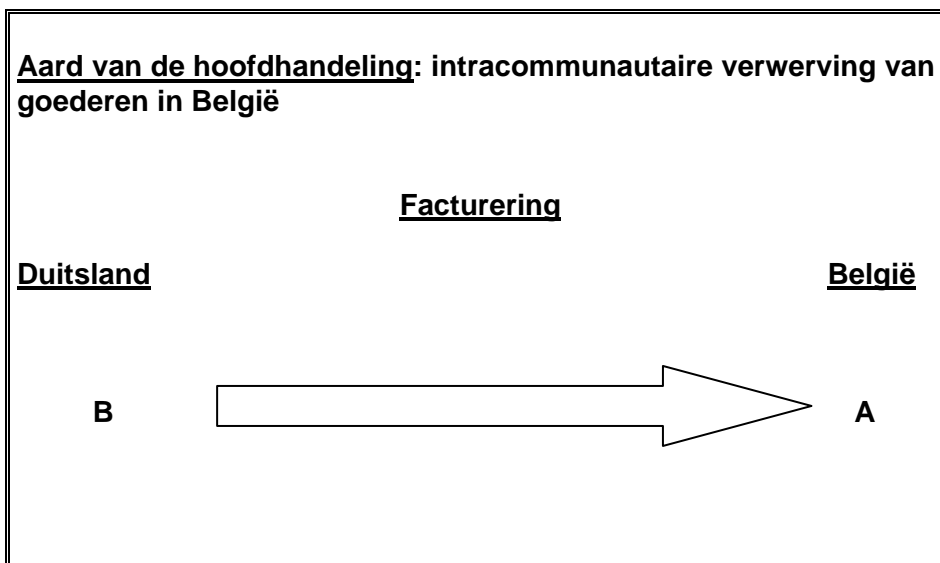 Aard van de hoofdhandeling: intracommunautaire verwerving van
goederen in België
Facturering
Duitsland België
B A